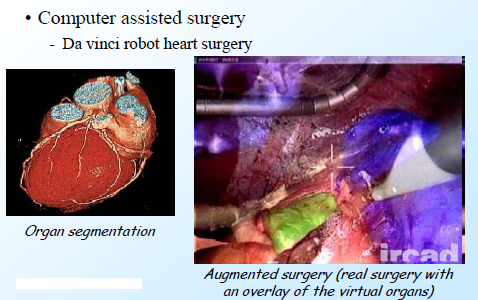 • Computer assisted surgery
- Da vinci robot heart surgery
Organ segmentation
ircad
Augmented surgery (real surgery with
an overlay of the virtual organs)